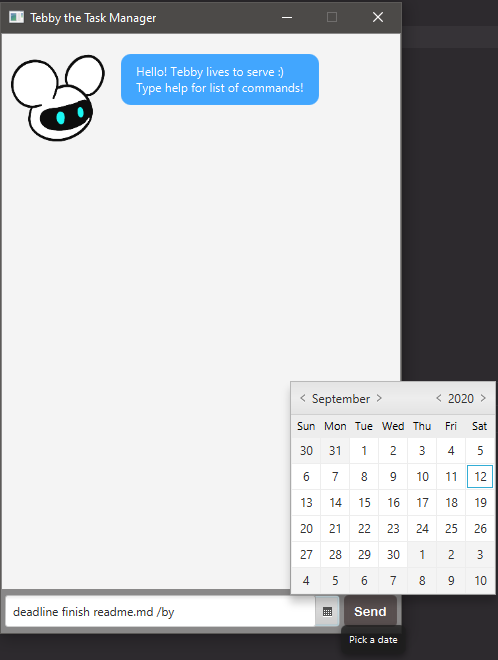 Tebby the Task Manager
Hello! Tebby lives to serve :)
Type help for list of commands!
< September > < 2020 >
Sun Mon Tue Wed Thu Fri Sat
30 31 1 2 3 4 5
6 7 8 9 10 11 12
13 14 15 16 17 18 19
20 21 22 23 24 25 26
27 28 29 30 1 2 3
4 5 6 7 8 9 10
deadline finish readme.md /by
Send
Pick a date